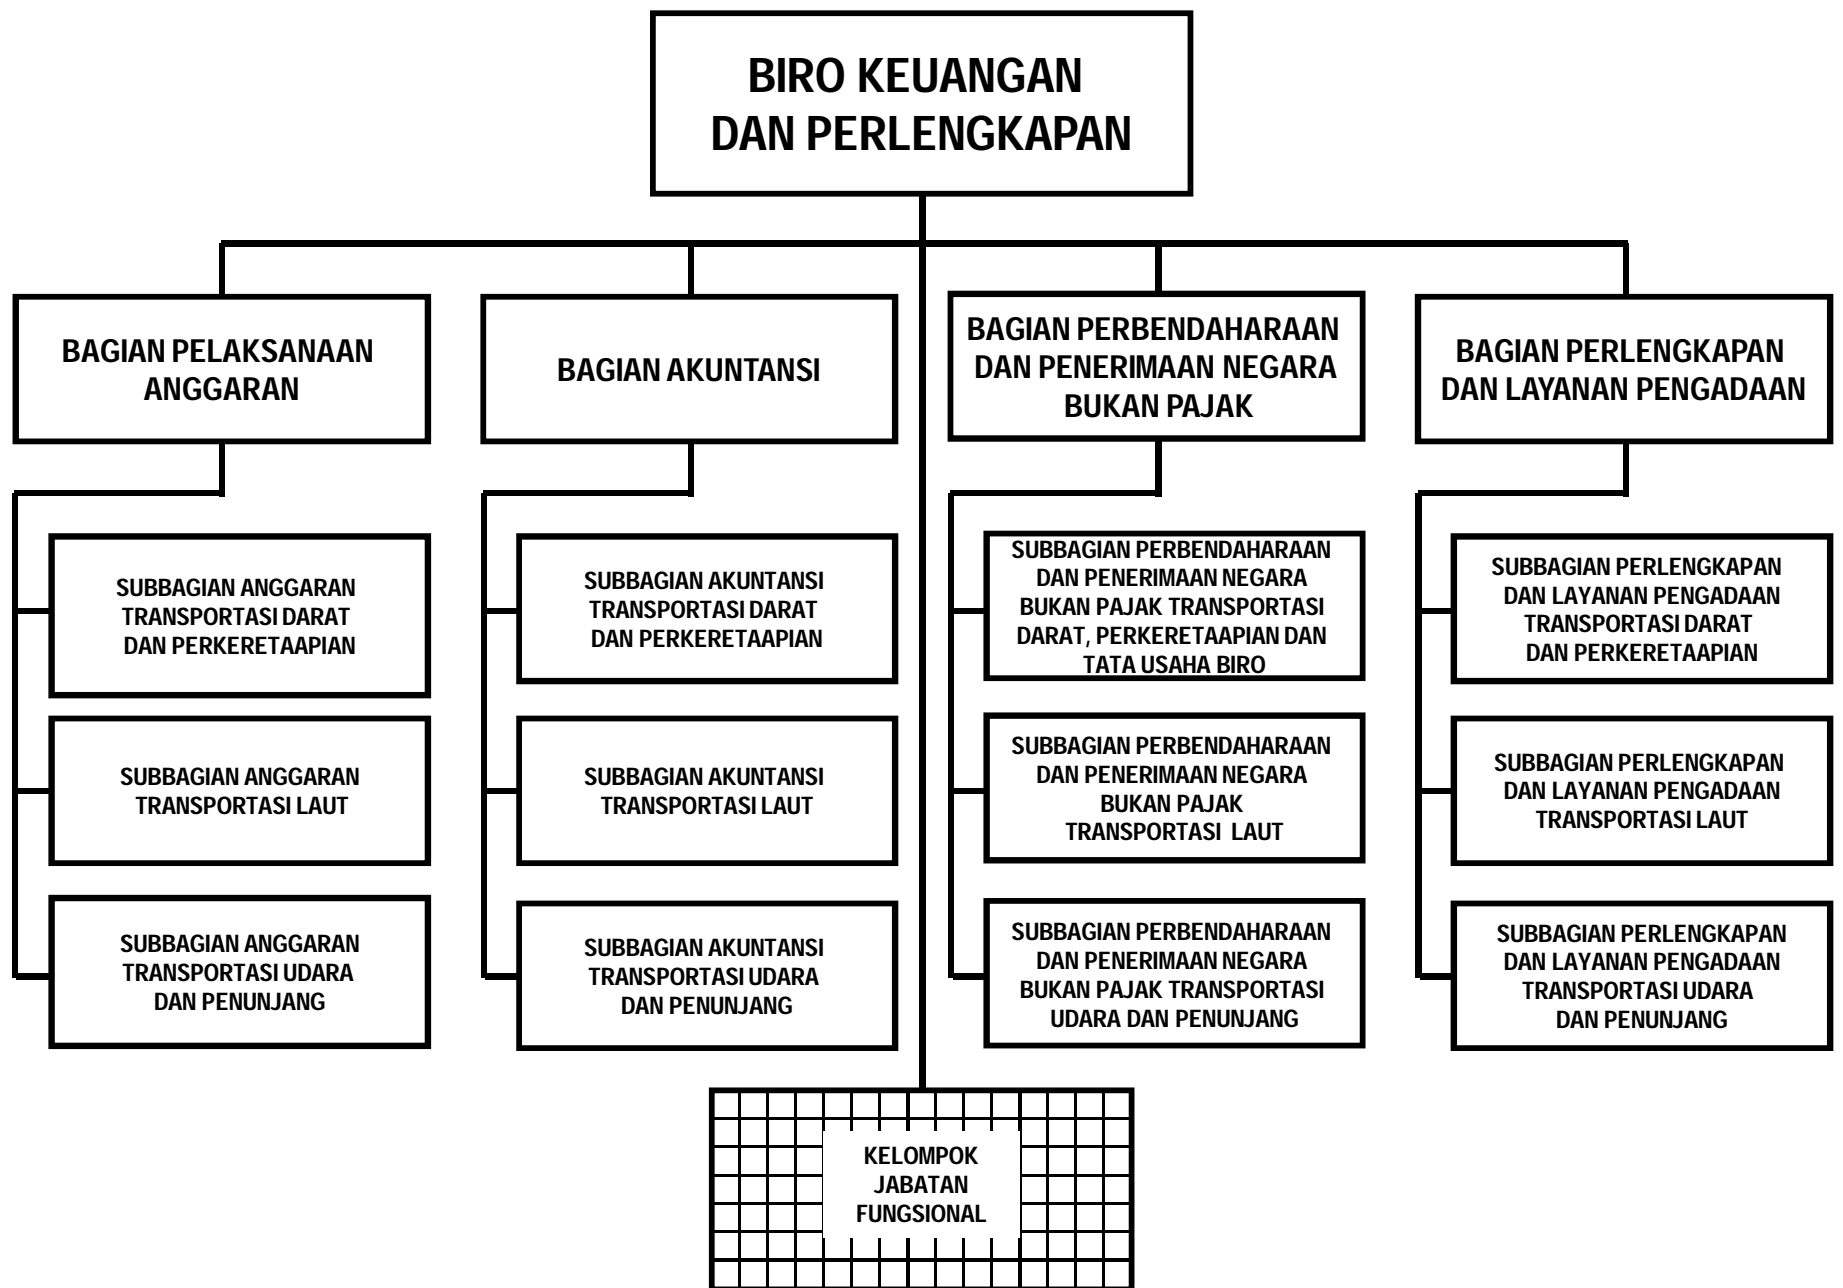 BIRO KEUANGAN
DAN PERLENGKAPAN
BAGIAN PELAKSANAAN
ANGGARAN
BAGIAN AKUNTANSI
BAGIAN PERBENDAHARAAN
DAN PENERIMAAN NEGARA
BUKAN PAJAK
BAGIAN PERLENGKAPAN
DAN LAYANAN PENGADAAN
SUBBAGIAN ANGGARAN
TRANSPORTASI DARAT
DAN PERKERETAAPIAN
SUBBAGIAN AKUNTANSI
TRANSPORTASI DARAT
DAN PERKERETAAPIAN
SUBBAGIAN PERBENDAHARAAN
DAN PENERIMAAN NEGARA
BUKAN PAJAK TRANSPORTASI
DARAT, PERKERETAAPIAN DAN
TATA USAHA BIRO
SUBBAGIAN PERLENGKAPAN
DAN LAYANAN PENGADAAN
TRANSPORTASI DARAT
DAN PERKERETAAPIAN
SUBBAGIAN ANGGARAN
TRANSPORTASI LAUT
SUBBAGIAN AKUNTANSI
TRANSPORTASI LAUT
SUBBAGIAN PERBENDAHARAAN
DAN PENERIMAAN NEGARA
BUKAN PAJAK
TRANSPORTASI LAUT
SUBBAGIAN PERLENGKAPAN
DAN LAYANAN PENGADAAN
TRANSPORTASI LAUT
SUBBAGIAN ANGGARAN
TRANSPORTASI UDARA
DAN PENUNJANG
SUBBAGIAN AKUNTANSI
TRANSPORTASI UDARA
DAN PENUNJANG
SUBBAGIAN PERBENDAHARAAN
DAN PENERIMAAN NEGARA
BUKAN PAJAK TRANSPORTASI
UDARA DAN PENUNJANG
SUBBAGIAN PERLENGKAPAN
DAN LAYANAN PENGADAAN
TRANSPORTASI UDARA
DAN PENUNJANG
KELOMPOK
JABATAN
FUNGSIONAL